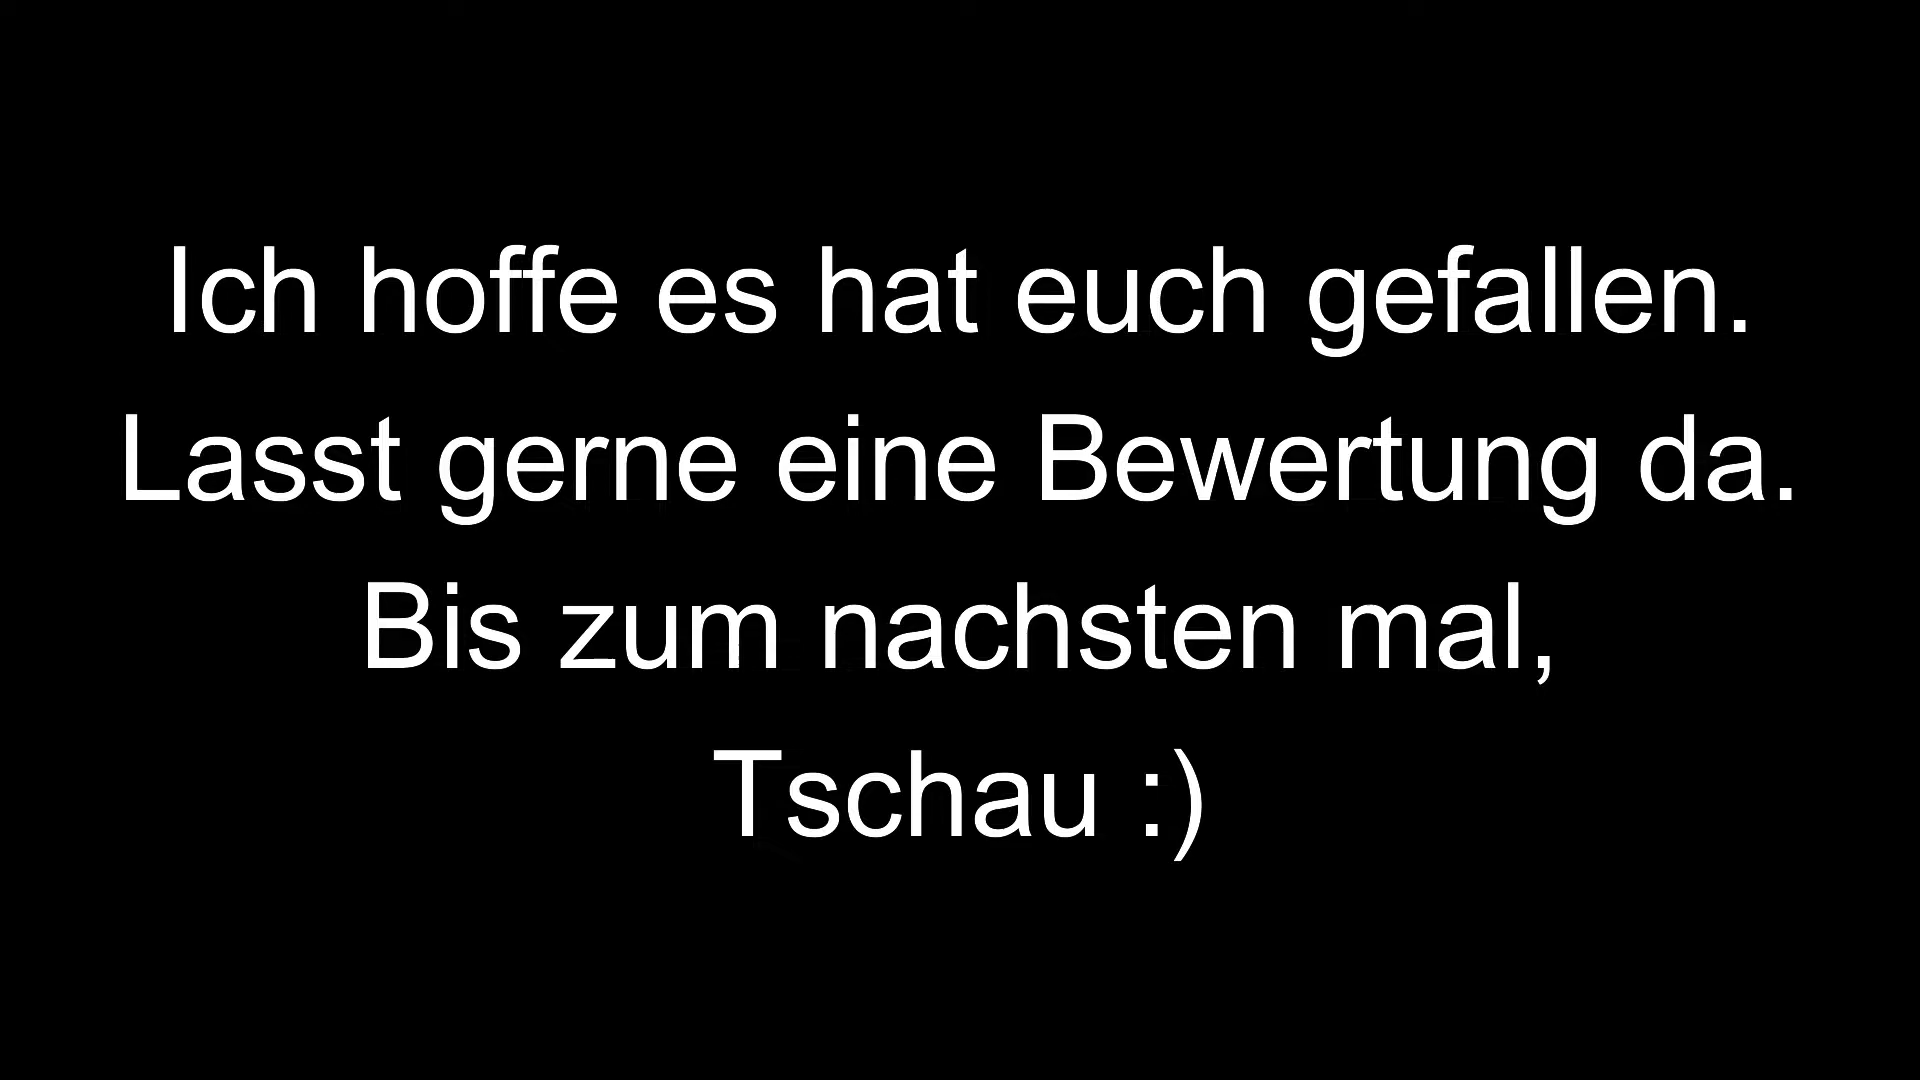 Ich hoffe es hat euch gefallen.
Lasst gerne eine Bewertung da.
Bis zum nachsten mal,
Tschau :)